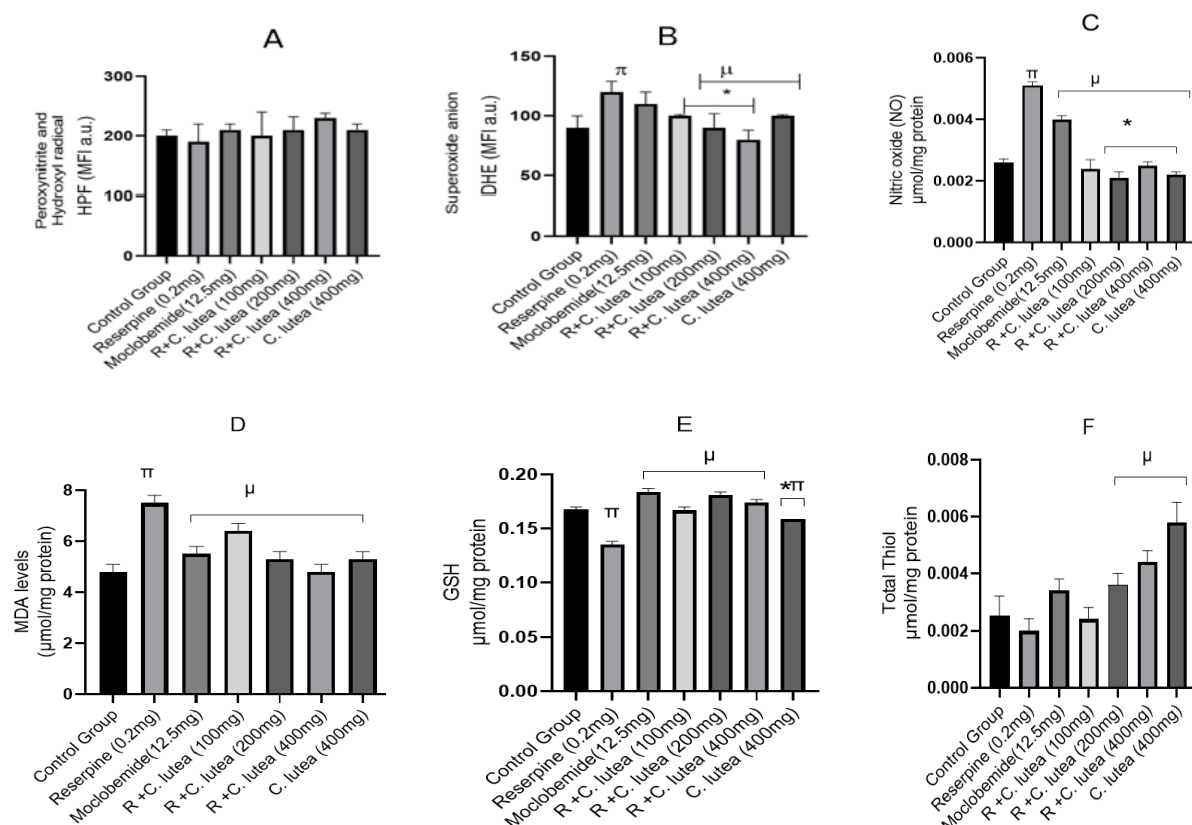 A
Peroxynitrite and
Hydroxyl radical
HPF (MFI a.u.)
300
200
100
0
Control Group
Reserpine (0.2mg)
Moclobemide(12.5mg)
R+C. lutea (100mg)
R+C. lutea (200mg)
R+C. lutea (400mg)
C. lutea (400mg)
B
Superoxide anion
DHE (MFI a.u.)
150
100
50
0
π
μ
*
Control Group
Reserpine (0.2mg)
Moclobemide(12.5mg)
R+C. lutea (100mg)
R+C. lutea (200mg)
R+C. lutea (400mg)
C. lutea (400mg)
C
Nitric oxide (NO)
μmol/mg protein
0.006
0.004
0.002
0.000
π
μ
*
Control Group
Reserpine (0.2mg)
Moclobemide(12.5mg)
R +C. lutea (100mg)
R +C. lutea (200mg)
R +C. lutea (400mg)
C. lutea (400mg)
D
MDA levels
(μmol/mg protein)
8
6
4
2
0
π
μ
Control Group
Reserpine (0.2mg)
Moclobemide(12.5mg)
R +C. lutea (100mg)
R +C. lutea (200mg)
R +C. lutea (400mg)
C. lutea (400mg)
E
GSH
μmol/mg protein
0.20
0.15
0.10
0.05
0.00
π
μ
*π
Control Group
Reserpine (0.2mg)
Moclobemide(12.5mg)
R +C. lutea (100mg)
R +C. lutea (200mg)
R +C. lutea (400mg)
C. lutea (400mg)
F
Total Thiol
μmol/mg protein
0.008
0.006
0.004
0.002
0.000
μ
Control Group
Reserpine (0.2mg)
Moclobemide(12.5mg)
R +C. lutea (100mg)
R +C. lutea (200mg)
R +C. lutea (400mg)
C. lutea (400mg)